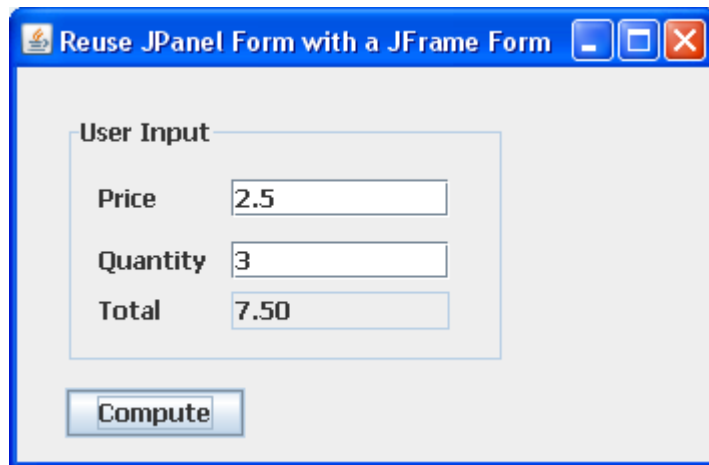 Reuse JPanel Form with a JFrame Form
User Input
Price 2.5
Quantity 3
Total 7.50
Compute